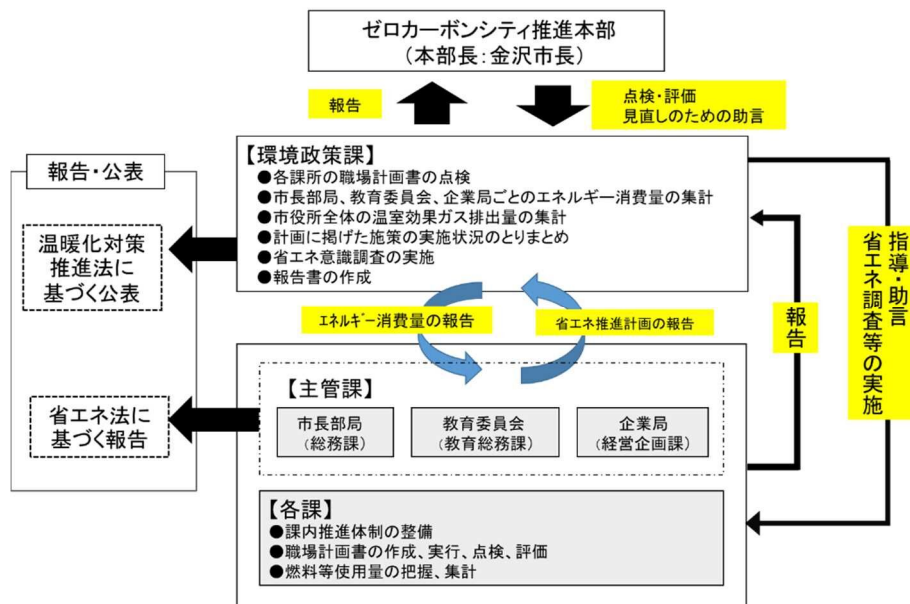 ゼロカーボンシティ推進本部
（本部長：金沢市長）
報告
点検・評価
見直しのための助言
【環境政策課】
●各課所の職場計画書の点検
●市長部局、教育委員会、企業局ごとのエネルギー消費量の集計
●市役所全体の温室効果ガス排出量の集計
●計画に掲げた施策の実施状況のとりまとめ
●省エネ意識調査の実施
●報告書の作成
報告・公表
温暖化対策
推進法に
基づく公表
省エネ法に
基づく報告
エネルギー消費量の報告
省エネ推進計画の報告
報告
指導・助言
省エネ調査等の実施
【主管課】
市長部局
（総務課）
教育委員会
（教育総務課）
企業局
（経営企画課）
【各課】
●課内推進体制の整備
●職場計画書の作成、実行、点検、評価
●燃料等使用量の把握、集計